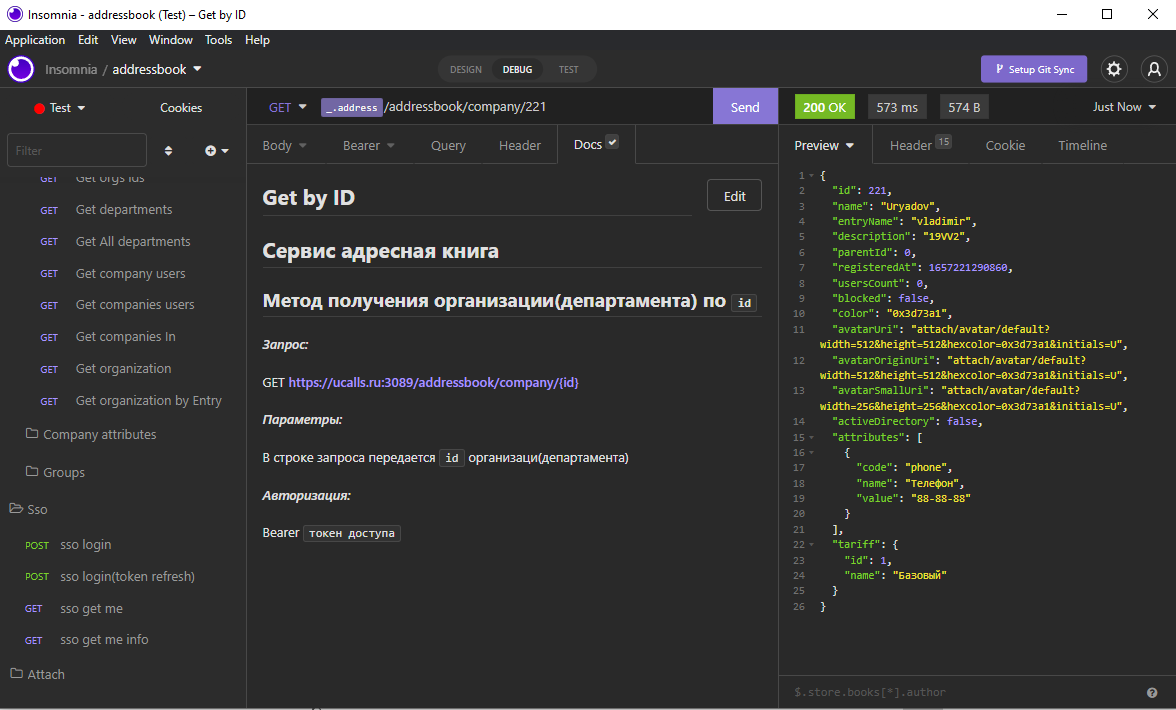 Insomnia - addressbook (Test) – Get by ID
Application Edit View Window Tools Help
Insomnia / addressbook
DESIGN DEBUG TEST
Setup Git Sync
Test
Cookies
Filter
GET Get orgs ids
GET Get departments
GET Get All departments
GET Get company users
GET Get companies users
GET Get companies In
GET Get organization
GET Get organization by Entry
Company attributes
Groups
Sso
POST sso login
POST sso login(token refresh)
GET sso get me
GET sso get me info
Attach
GET _.address /addressbook/company/221
Send
Body Bearer Query Header Docs
Get by ID
Edit
Сервис адресная книга
Метод получения организации(департамента) по id
Запрос:
GET https://ucalls.ru:3089/addressbook/company/{id}
Параметры:
В строке запроса передается id организаци(департамента)
Авторизация:
Bearer токен доступа
200 OK 573 ms 574 B Just Now
Preview Header 15 Cookie Timeline
1 {
2 "id": 221,
3 "name": "Uryadov",
4 "entryName": "vladimir",
5 "description": "19VV2",
6 "parentId": 0,
7 "registeredAt": 1657221290860,
8 "usersCount": 0,
9 "blocked": false,
10 "color": "0x3d73a1",
11 "avatarUri": "attach/avatar/default?
width=512&height=512&hexcolor=0x3d73a1&initials=U",
12 "avatarOriginUri": "attach/avatar/default?
width=512&height=512&hexcolor=0x3d73a1&initials=U",
13 "avatarSmallUri": "attach/avatar/default?
width=256&height=256&hexcolor=0x3d73a1&initials=U",
14 "activeDirectory": false,
15 "attributes": [
16 {
17 "code": "phone",
18 "name": "Телефон",
19 "value": "88-88-88"
20 }
21 ],
22 "tariff": {
23 "id": 1,
24 "name": "Базовый"
25 }
26 }
$.store.books[*].author